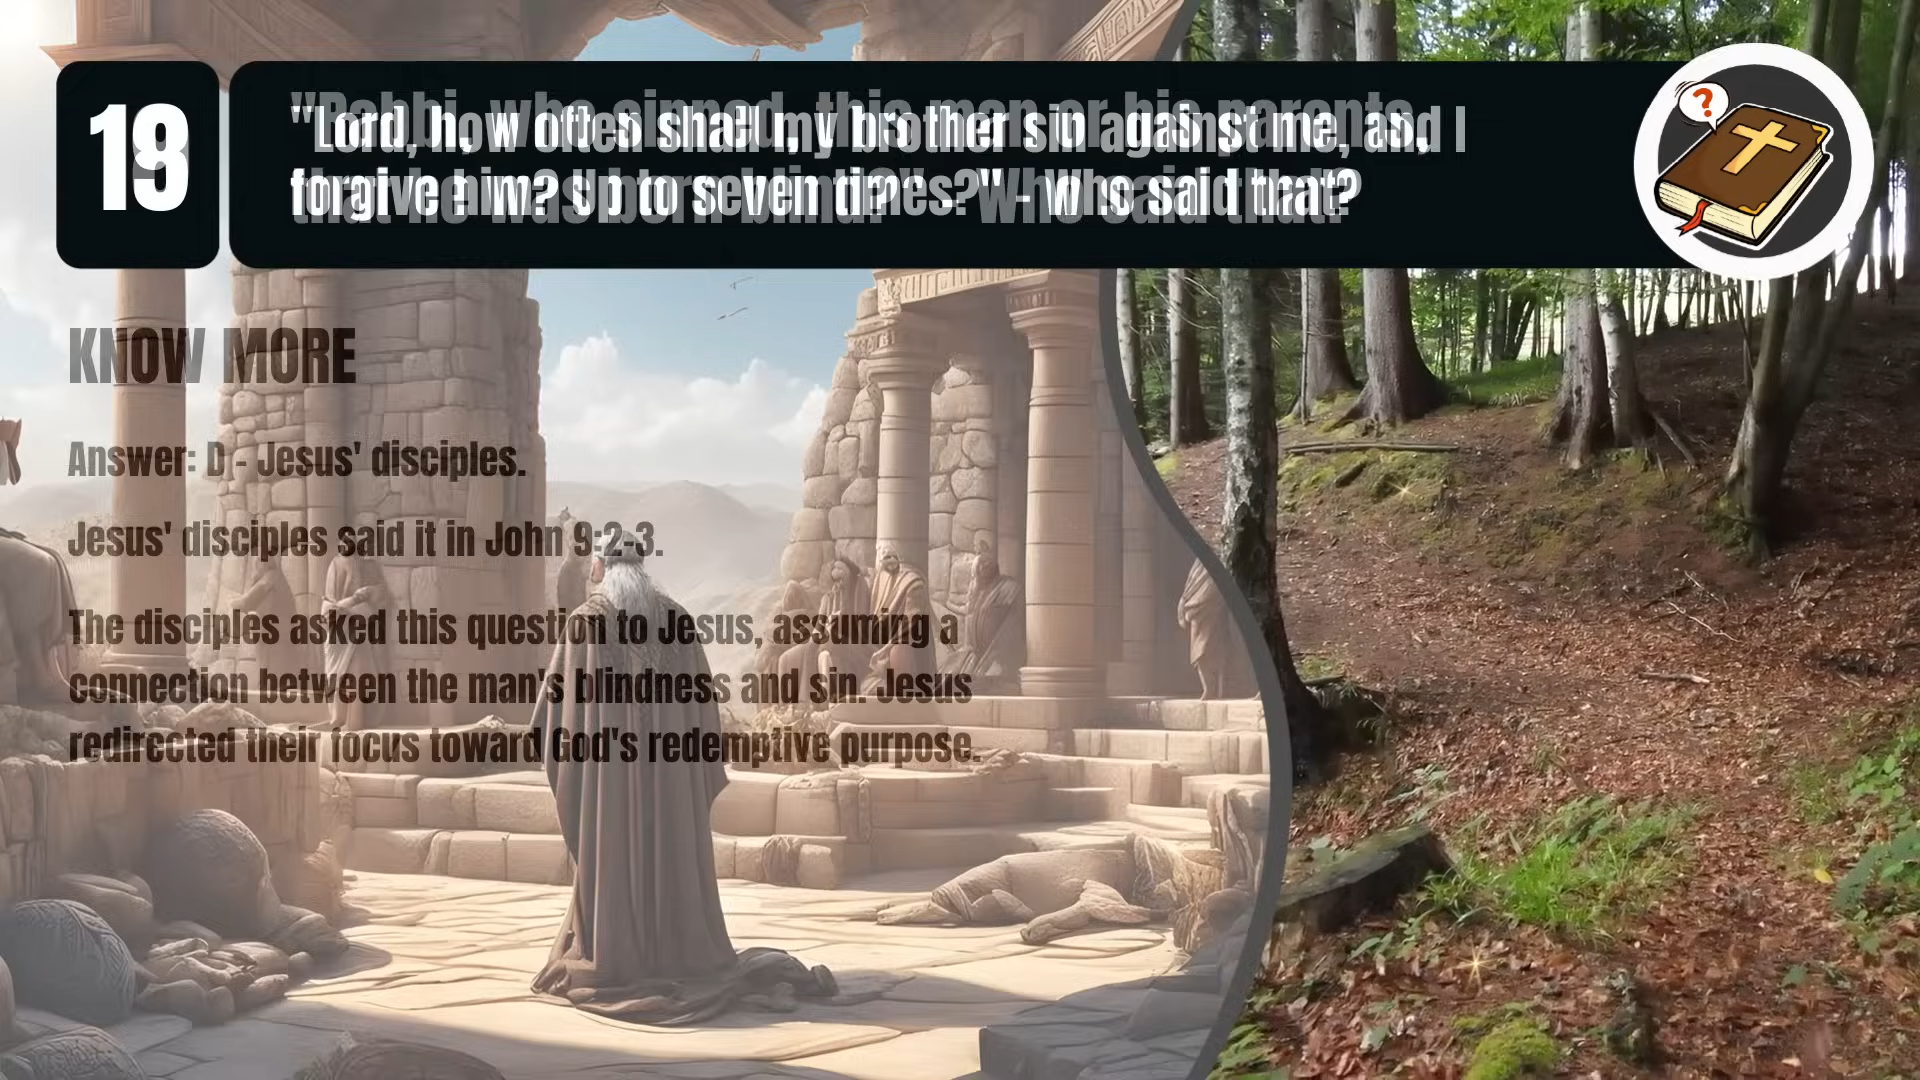 "Lord, how often shall my brother sin against me, and I
forgive him? Up to seven times?" - Who said that?
KNOW MORE
Answer: D - Jesus' disciples.
Jesus' disciples said it in John 9:2-3.
The disciples asked this question to Jesus, assuming a
connection between the man's blindness and sin. Jesus
redirected their focus toward God's redemptive purpose.
?